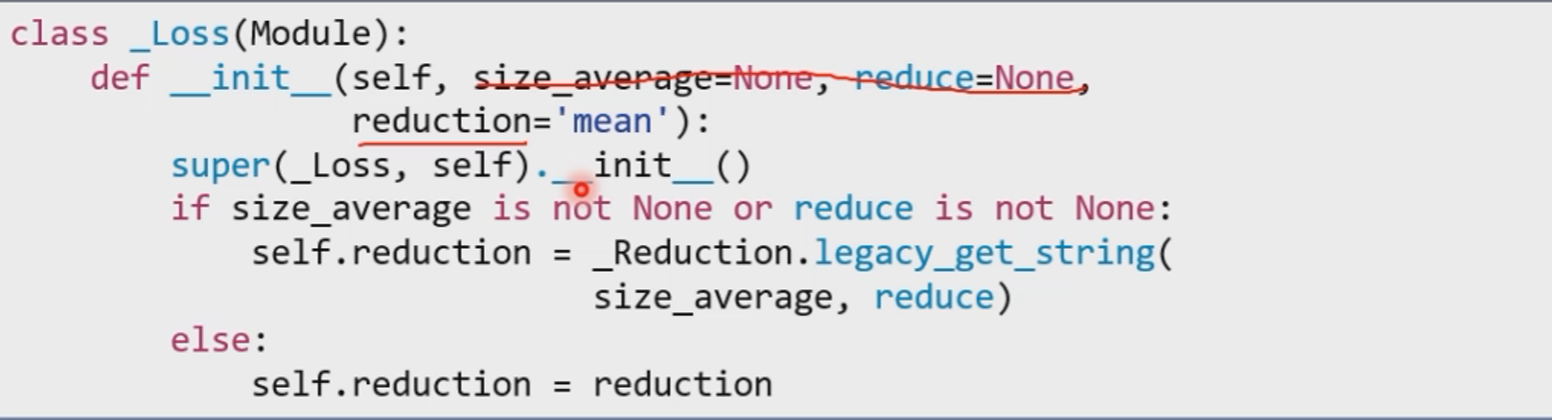 class _Loss(Module):
def __init__(self, size_average=None, reduce=None,
reduction='mean'):
super(_Loss, self).__init__()
if size_average is not None or reduce is not None:
self.reduction = _Reduction.legacy_get_string(
size_average, reduce)
else:
self.reduction = reduction